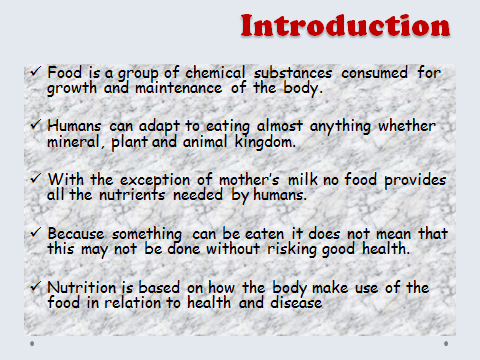 Introduction
✓ Food is a group of chemical substances consumed for
growth and maintenance of the body.
✓ Humans can adapt to eating almost anything whether
mineral, plant and animal kingdom.
✓ With the exception of mother's milk no food provides
all the nutrients needed by humans.
✓ Because something can be eaten it does not mean that
this may not be done without risking good health.
✓ Nutrition is based on how the body make use of the
food in relation to health and disease